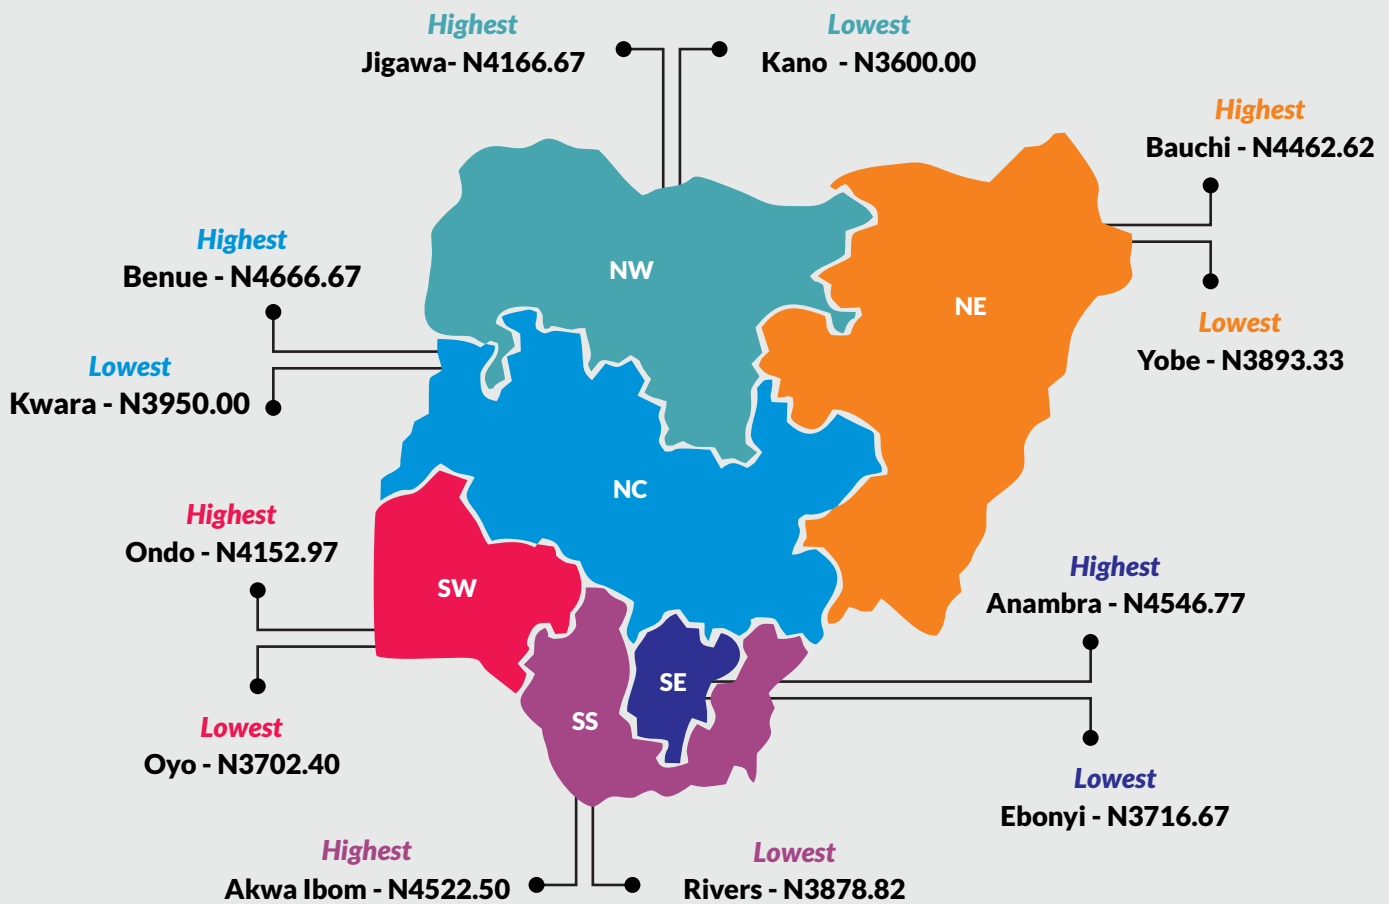 Highest
Jigawa- N4166.67
Lowest
Kano - N3600.00
Highest
Bauchi - N4462.62
Lowest
Yobe - N3893.33
Highest
Benue - N4666.67
Lowest
Kwara - N3950.00
NW
NE
NC
SW
SE
SS
Highest
Ondo - N4152.97
Lowest
Oyo - N3702.40
Highest
Anambra - N4546.77
Lowest
Ebonyi - N3716.67
Highest
Akwa Ibom - N4522.50
Lowest
Rivers - N3878.82